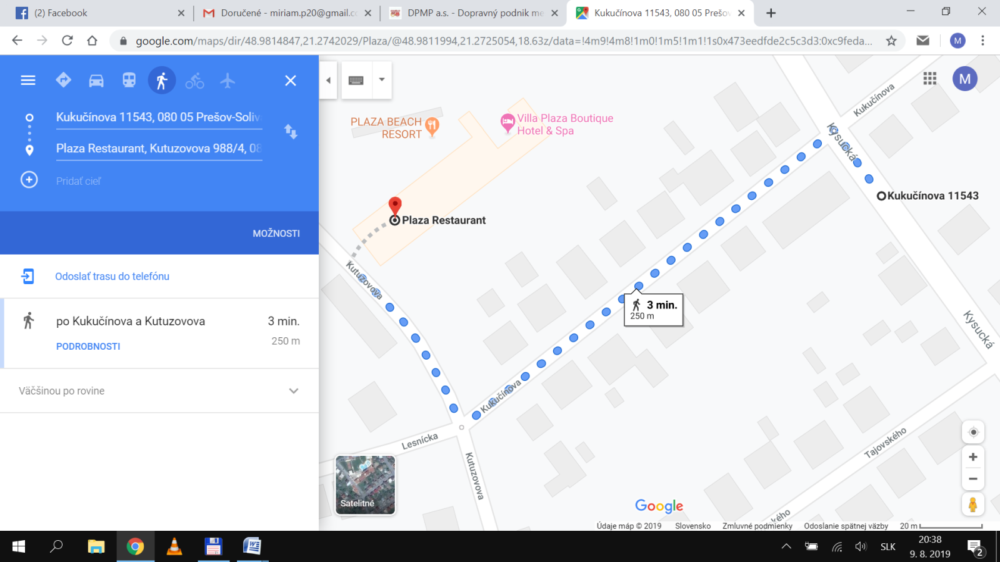 (2) Facebook
Doručené - miriam.p20@gmail.c
DPMP a.s. - Dopravný podnik me
Kukučínova 11543, 080 05 Prešo
google.com/maps/dir/48.9814847,21.2742029/Plaza/@48.9811994,21.2725054,18.63z/data=!4m9!4m8!1m0!1m5!1m1!1s0x473eedfde2c5c3d3:0xc9feda...
M
Kukučínova 11543, 080 05 Prešov-Soliv
Plaza Restaurant, Kutuzovova 988/4, 08
Pridať cieľ
MOŽNOSTI
Odoslať trasu do telefónu
po Kukučínova a Kutuzovova
3 min.
250 m
PODROBNOSTI
Väčšinou po rovine
M
PLAZA BEACH
RESORT
Villa Plaza Boutique
Hotel & Spa
Kukučínova
Kysucká
Kukučínova 11543
Plaza Restaurant
Kutuzovova
3 min.
250 m
Kysucká
Kukučínova
Lesnícka
Kutuzovova
Tajovského
ského
Satelitné
Google
Údaje máp © 2019
Slovensko
Zmluvné podmienky
Odoslanie spätnej väzby
20 m
SLK
20:38
9. 8. 2019
2